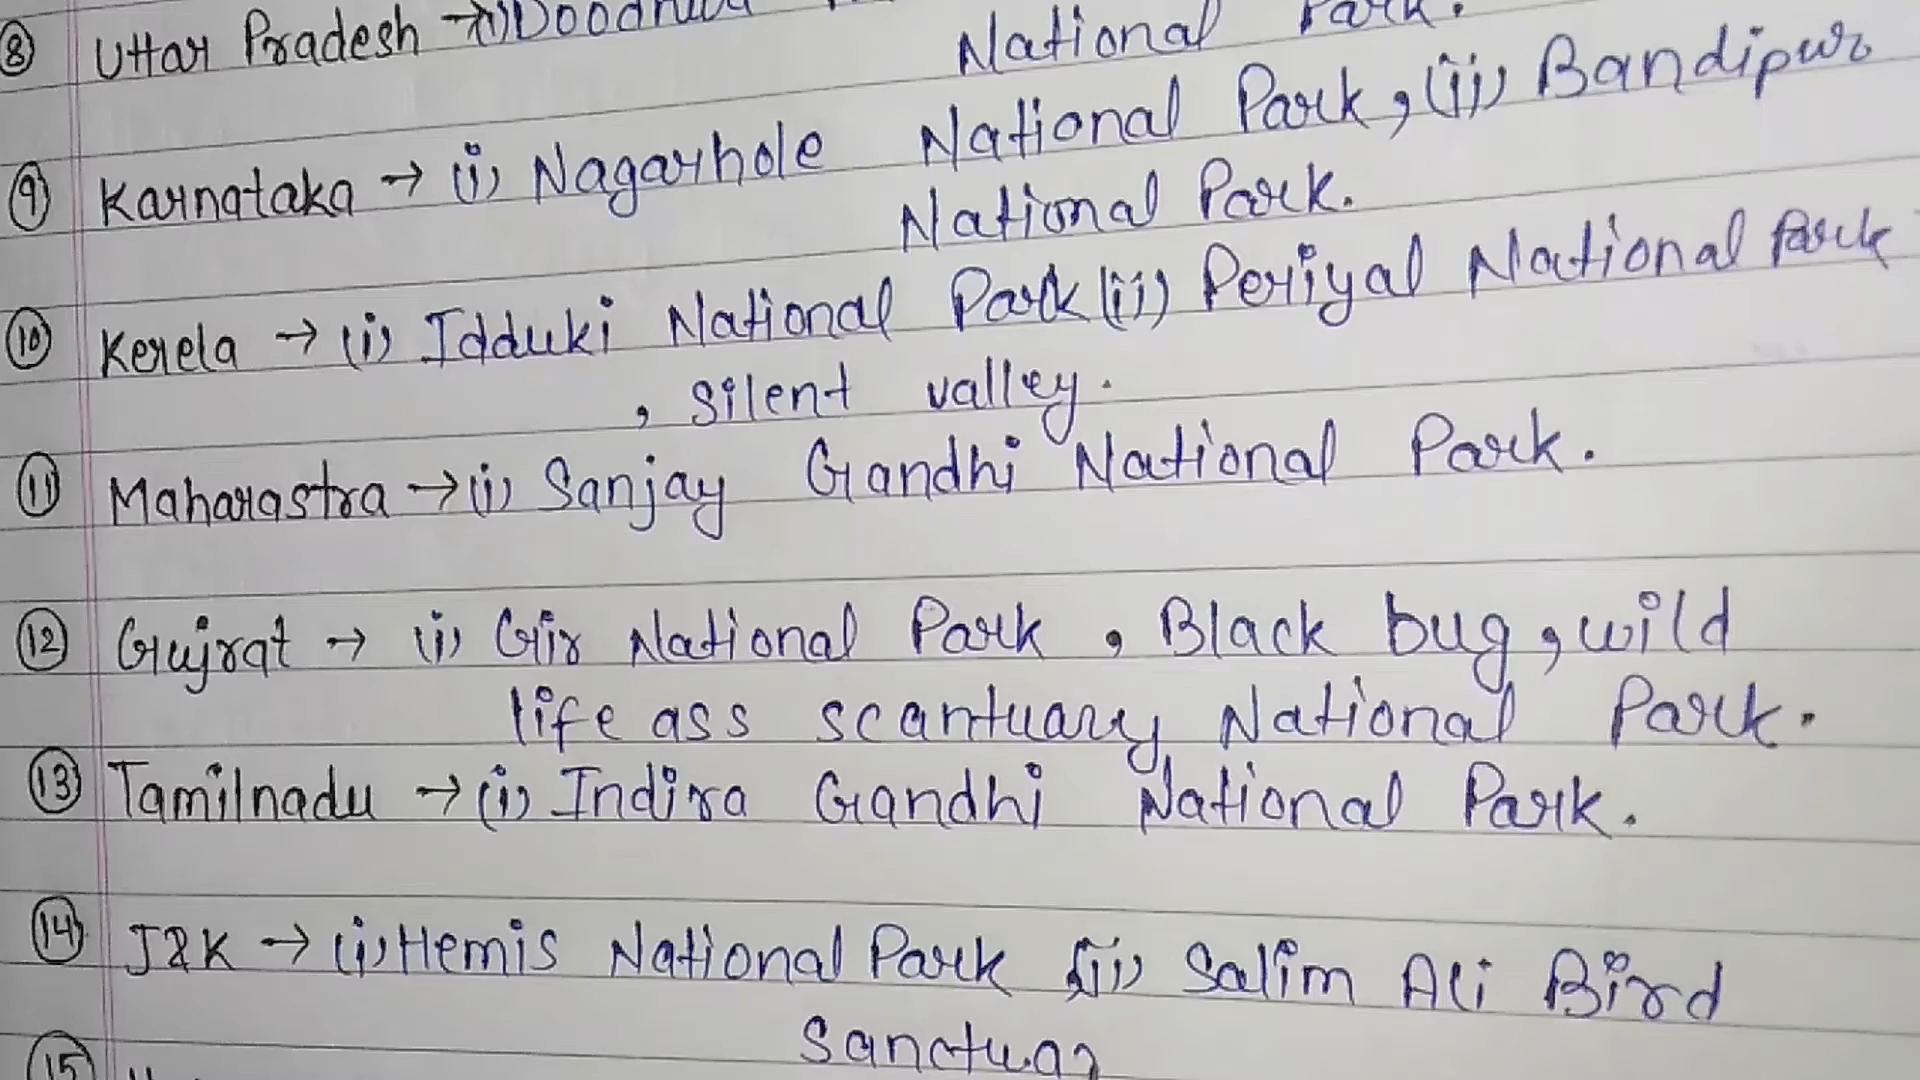 ⑧ Uttar Pradesh → (i) Doodhwa
National Park.
⑨ Karnataka → (i) Nagarhole National Park, (ii) Bandipur
National Park.
⑩ Kerela → (i) Idduki National Park (ii) Periyal National Park
, Silent valley.
⑪ Maharastra → (i) Sanjay Gandhi National Park.
⑫ Gujrat → (i) Gir National Park, Black bug, wild
life ass scantuary National Park.
⑬ Tamilnadu → (i) Indira Gandhi National Park.
⑭ J&K → (i) Hemis National Park (ii) Salim Ali Bird
⑮